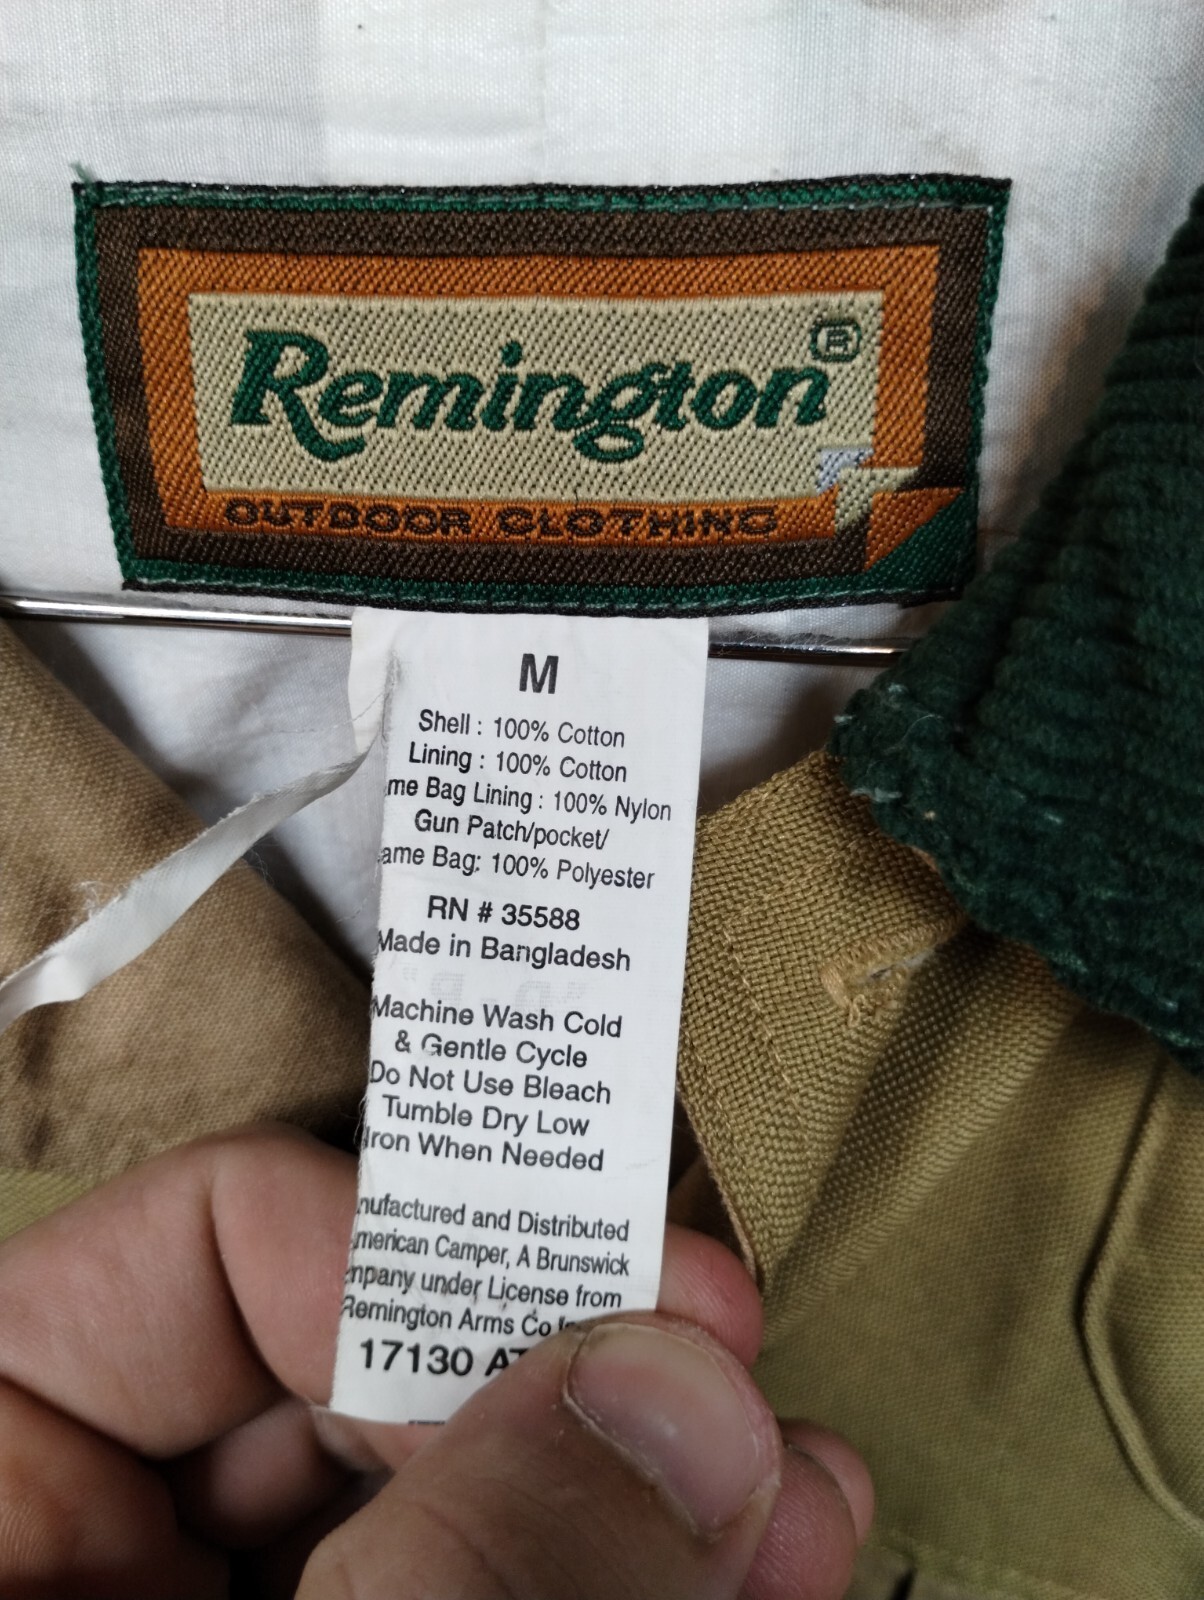 Remington®
OUTDOOR CLOTHING
M
Shell : 100% Cotton
Lining : 100% Cotton
me Bag Lining : 100% Nylon
Gun Patch/pocket/
ame Bag: 100% Polyester
RN # 35588
Made in Bangladesh
Machine Wash Cold
& Gentle Cycle
Do Not Use Bleach
Tumble Dry Low
Iron When Needed
nufactured and Distributed
American Camper, A Brunswick
mpany under License from
Remington Arms Co
17130